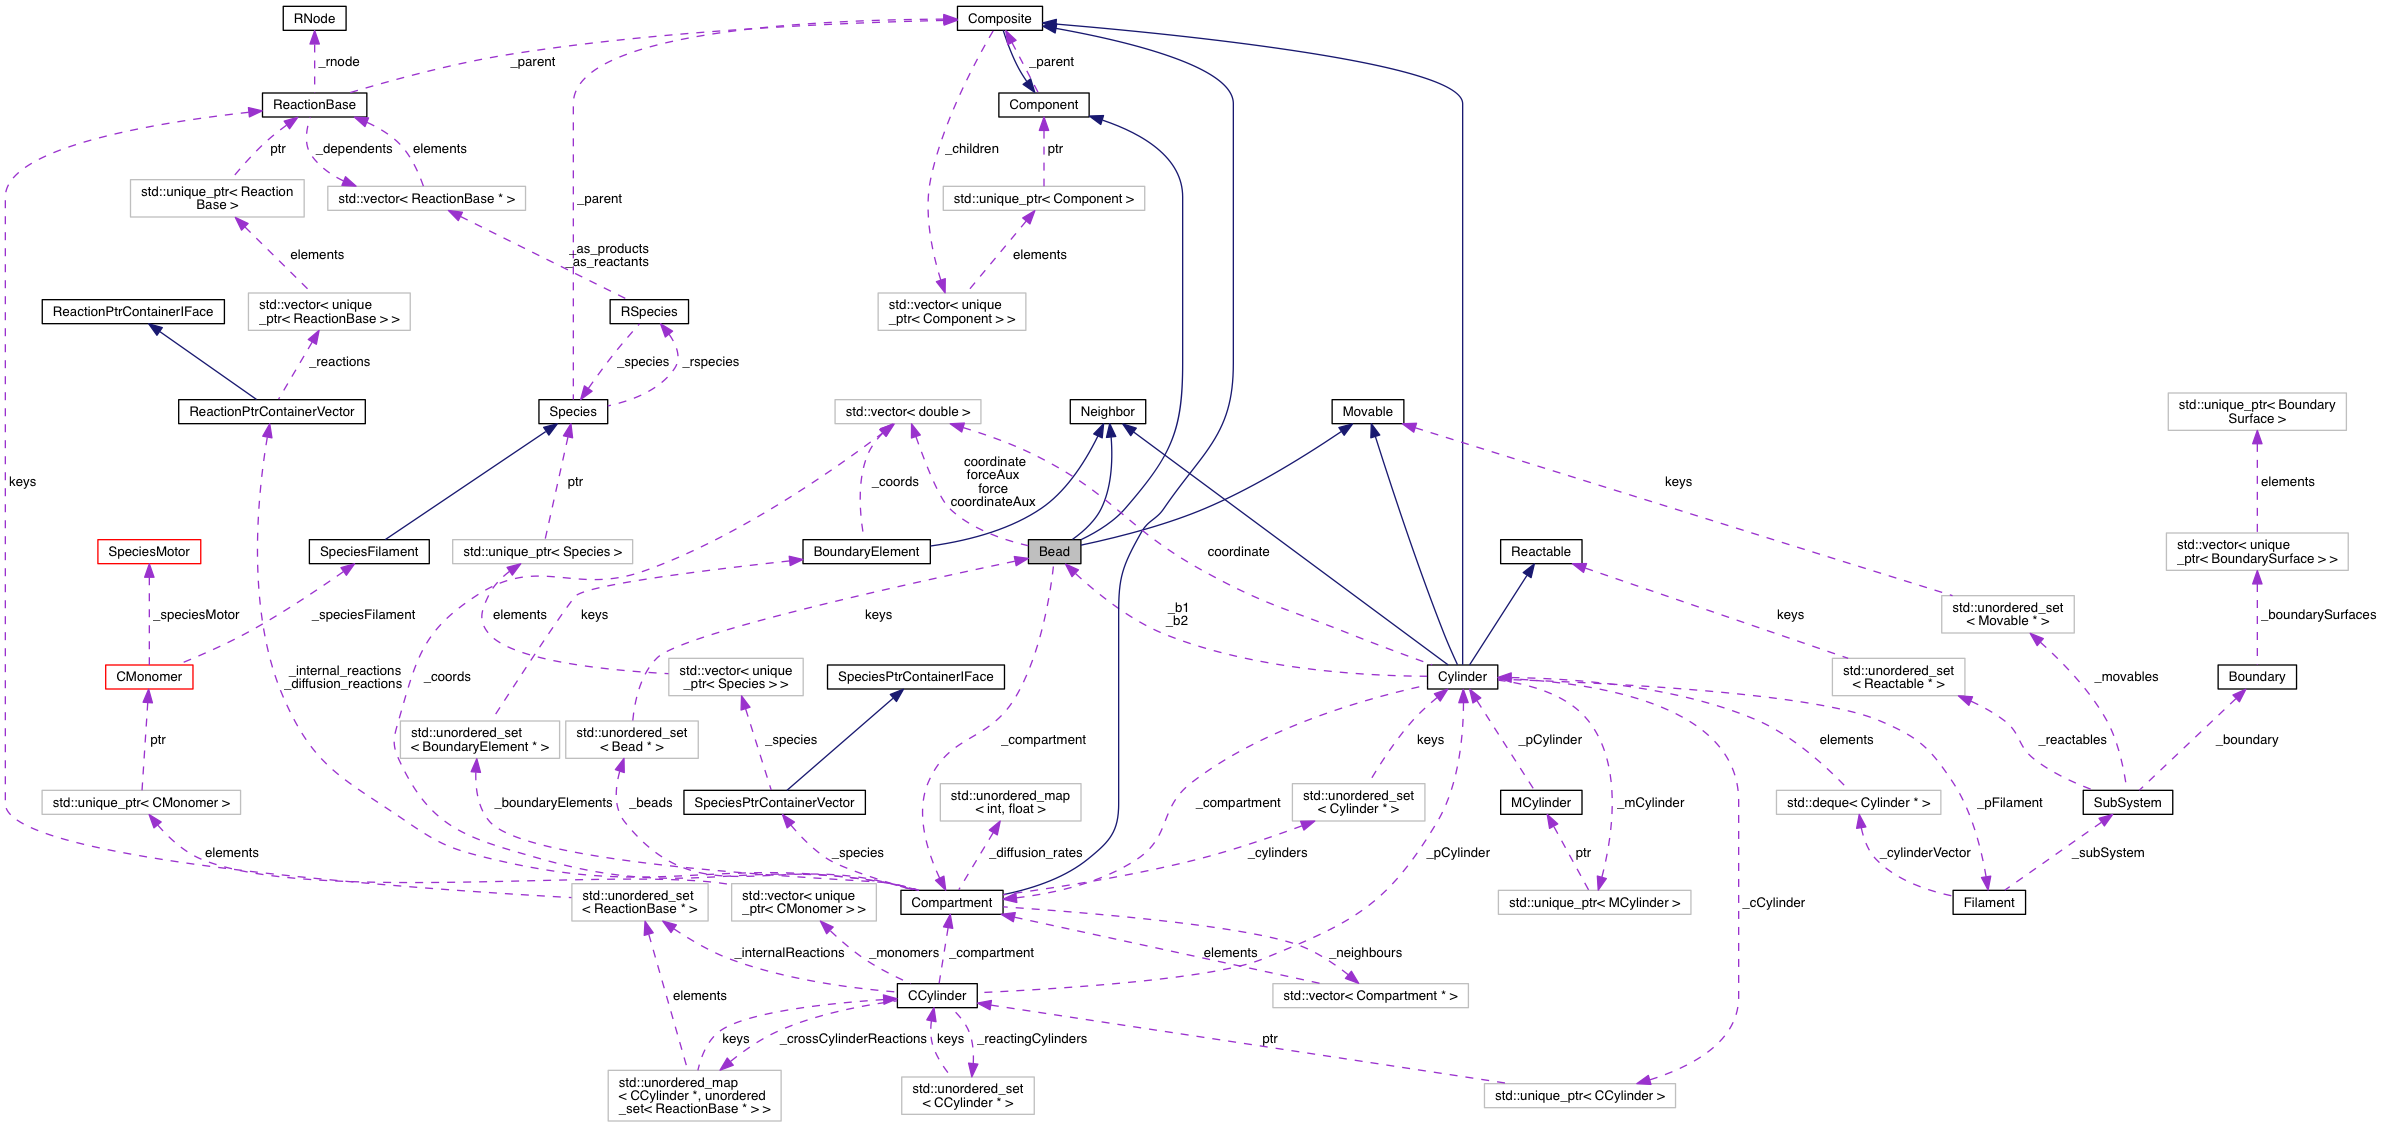 RNode
Composite
_rnode
_parent
_parent
ReactionBase
Component
ptr
_dependents
elements
_children
ptr
std::unique_ptr< Reaction
Base >
std::vector< ReactionBase * >
_parent
std::unique_ptr< Component >
elements
_as_products
_as_reactants
elements
ReactionPtrContainerIFace
std::vector< unique
_ptr< ReactionBase > >
RSpecies
std::vector< unique
_ptr< Component > >
_reactions
_species
_rspecies
ReactionPtrContainerVector
Species
std::vector< double >
Neighbor
Movable
std::unique_ptr< Boundary
Surface >
keys
ptr
_coords
coordinate
forceAux
force
coordinateAux
keys
elements
SpeciesMotor
SpeciesFilament
std::unique_ptr< Species >
BoundaryElement
Bead
coordinate
Reactable
std::vector< unique
_ptr< BoundarySurface > >
_speciesMotor
_speciesFilament
elements
keys
keys
_b1
_b2
keys
std::unordered_set
< Movable * >
_boundarySurfaces
CMonomer
_internal_reactions
_diffusion_reactions
_coords
std::vector< unique
_ptr< Species > >
SpeciesPtrContainerIFace
Cylinder
std::unordered_set
< Reactable * >
_movables
Boundary
ptr
std::unordered_set
< BoundaryElement * >
std::unordered_set
< Bead * >
_species
_compartment
keys
_pCylinder
elements
_reactables
_boundary
std::unique_ptr< CMonomer >
_boundaryElements
_beads
SpeciesPtrContainerVector
std::unordered_map
< int, float >
_compartment
std::unordered_set
< Cylinder * >
MCylinder
_mCylinder
std::deque< Cylinder * >
_pFilament
SubSystem
elements
_species
_diffusion_rates
_cylinders
_pCylinder
ptr
_cylinderVector
_subSystem
std::unordered_set
< ReactionBase * >
std::vector< unique
_ptr< CMonomer > >
Compartment
std::unique_ptr< MCylinder >
_cCylinder
Filament
_internalReactions
_monomers
_compartment
elements
_neighbours
elements
CCylinder
std::vector< Compartment * >
keys
_crossCylinderReactions
keys
_reactingCylinders
ptr
std::unordered_map
< CCylinder *, unordered
_set< ReactionBase * > >
std::unordered_set
< CCylinder * >
std::unique_ptr< CCylinder >